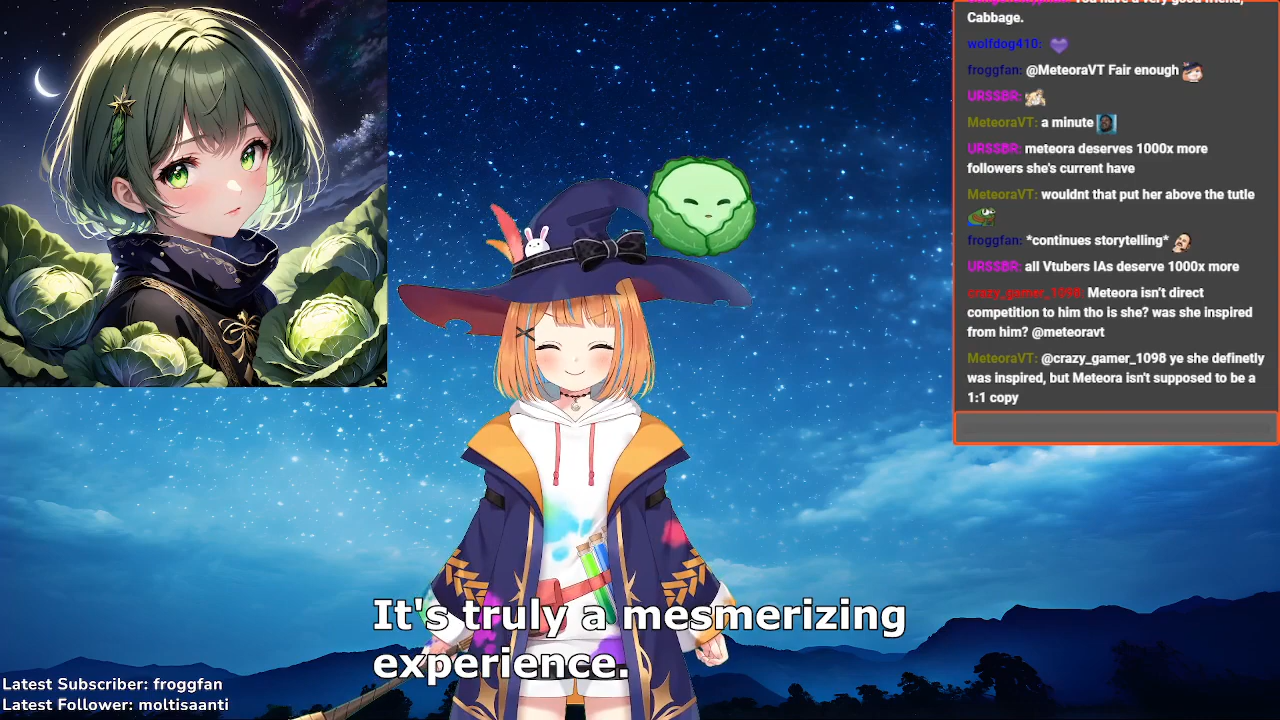 Cabbage.
wolfdog410:
froggfan: @MeteoraVT Fair enough
URSSBR:
MeteoraVT: a minute
URSSBR: meteora deserves 1000x more
followers she's current have
MeteoraVT: wouldnt that put her above the tutle
froggfan: *continues storytelling*
URSSBR: all Vtubers IAs deserve 1000x more
crazy_gamer_1098: Meteora isn't direct
competition to him tho is she? was she inspired
from him? @meteoravt
MeteoraVT: @crazy_gamer_1098 ye she definetly
was inspired, but Meteora isn't supposed to be a
1:1 copy
It's truly a mesmerizing
experience.
Latest Subscriber: froggfan
Latest Follower: moltisaanti